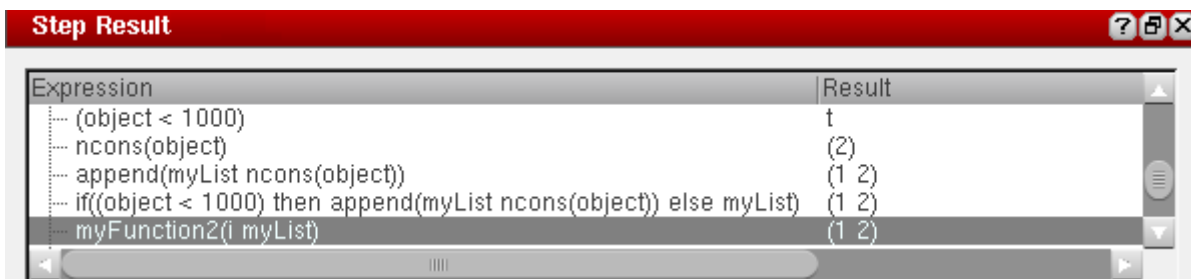 Step Result
Expression Result
(object < 1000) t
ncons(object) (2)
append(myList ncons(object)) (1 2)
if((object < 1000) then append(myList ncons(object)) else myList) (1 2)
myFunction2(i myList) (1 2)